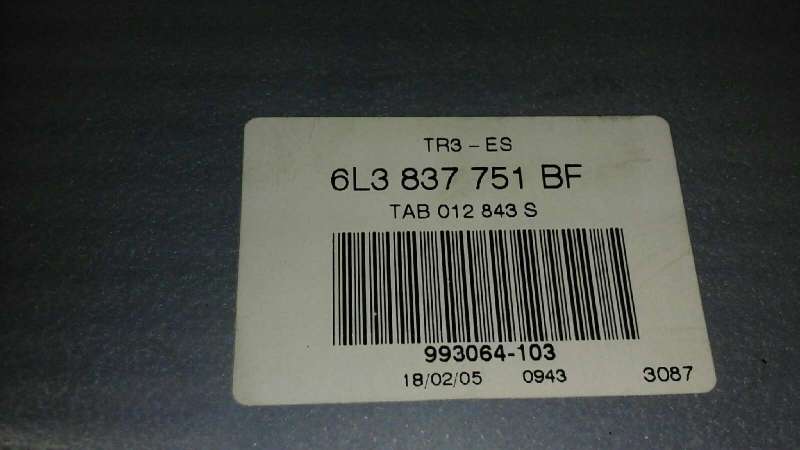 TR3 - ES
6L3 837 751 BF
TAB 012 843 S
993064-103
18/02/05 0943 3087